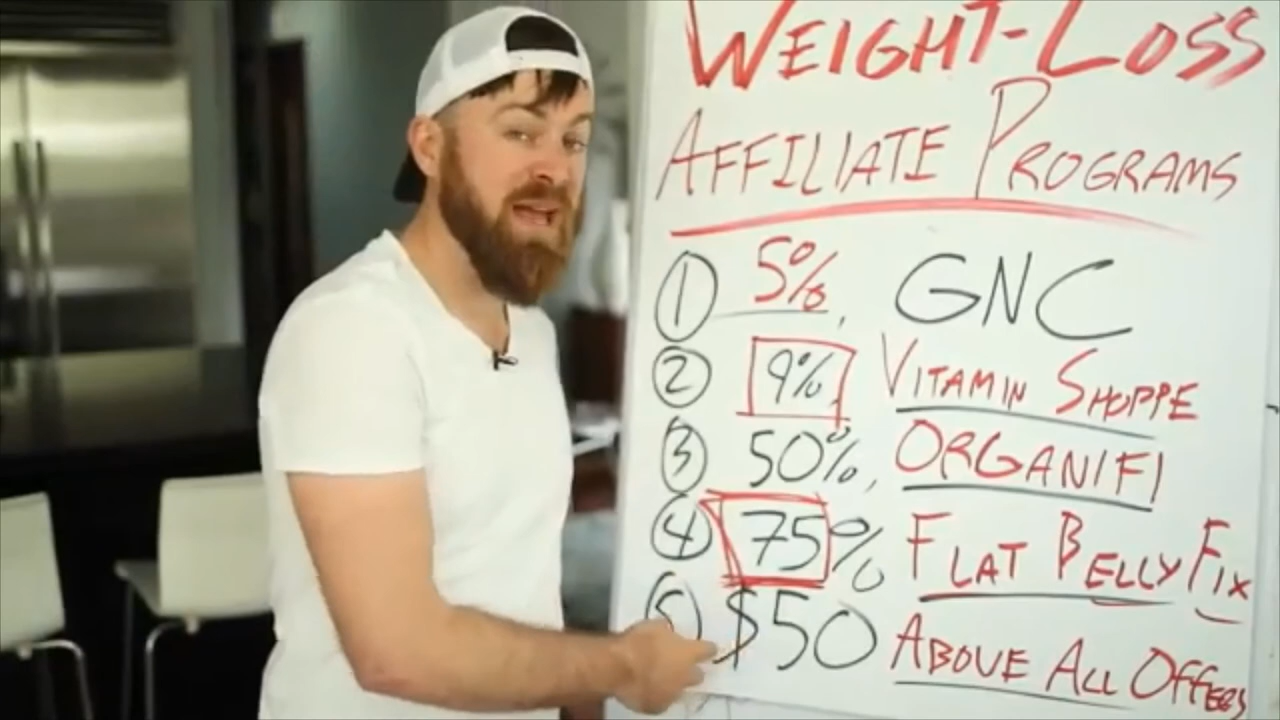 WEIGHT-LOSS
AFFILIATE PROGRAMS
1 5%, GNC
2 9%, VITAMIN SHOPPE
3 50%, ORGANIFI
4 75% FLAT BELLY FIX
5 $50 ABOVE ALL OFFERS